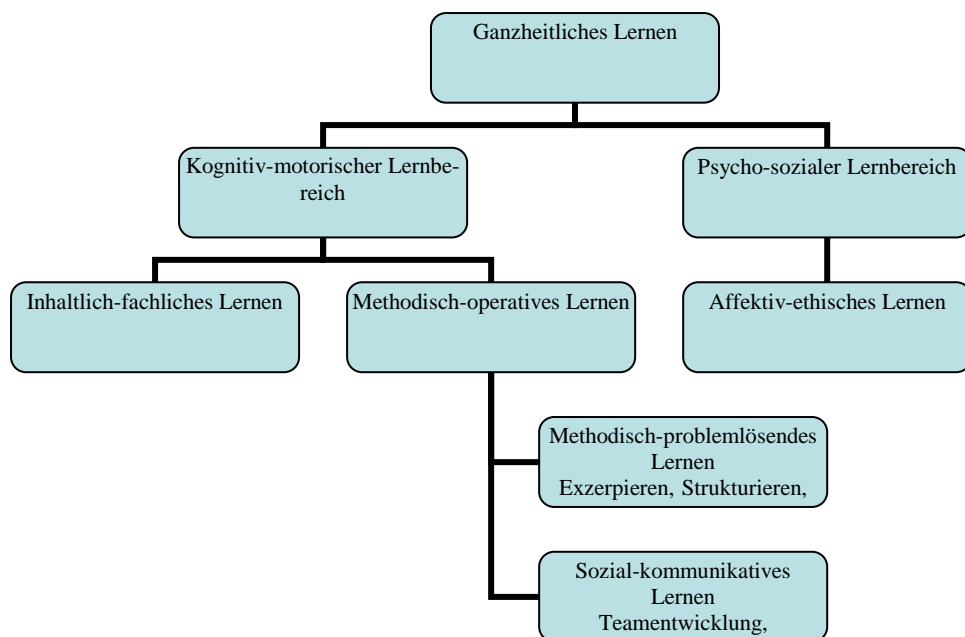 Ganzheitliches Lernen
Kognitiv-motorischer Lernbe-
reich
Psycho-sozialer Lernbereich
Inhaltlich-fachliches Lernen
Methodisch-operatives Lernen
Affektiv-ethisches Lernen
Methodisch-problemlösendes
Lernen
Exzerpieren, Strukturieren,
Sozial-kommunikatives
Lernen
Teamentwicklung,